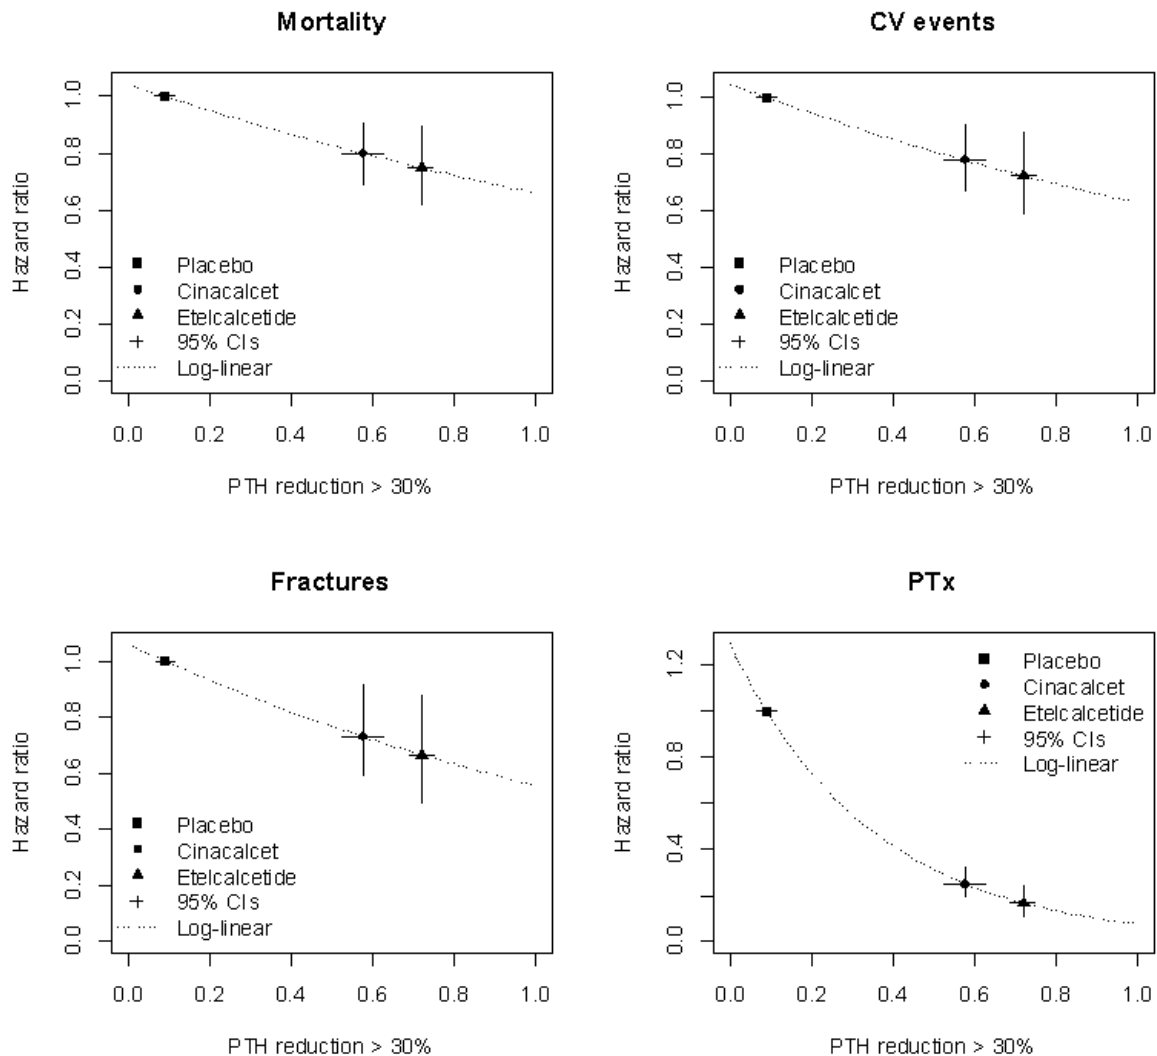 Mortality
Hazard ratio
1.0
0.8
0.6
0.4
0.2
0.0
Placebo
Cinacalcet
Etelcalcetide
95% CIs
Log-linear
0.0 0.2 0.4 0.6 0.8 1.0
PTH reduction > 30%
CV events
Hazard ratio
1.0
0.8
0.6
0.4
0.2
0.0
Placebo
Cinacalcet
Etelcalcetide
95% CIs
Log-linear
0.0 0.2 0.4 0.6 0.8 1.0
PTH reduction > 30%
Fractures
Hazard ratio
1.0
0.8
0.6
0.4
0.2
0.0
Placebo
Cinacalcet
Etelcalcetide
95% CIs
Log-linear
0.0 0.2 0.4 0.6 0.8 1.0
PTH reduction > 30%
PTx
Hazard ratio
1.2
0.8
0.4
0.0
Placebo
Cinacalcet
Etelcalcetide
95% CIs
Log-linear
0.0 0.2 0.4 0.6 0.8 1.0
PTH reduction > 30%